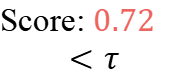 Score: 0.72
< τ